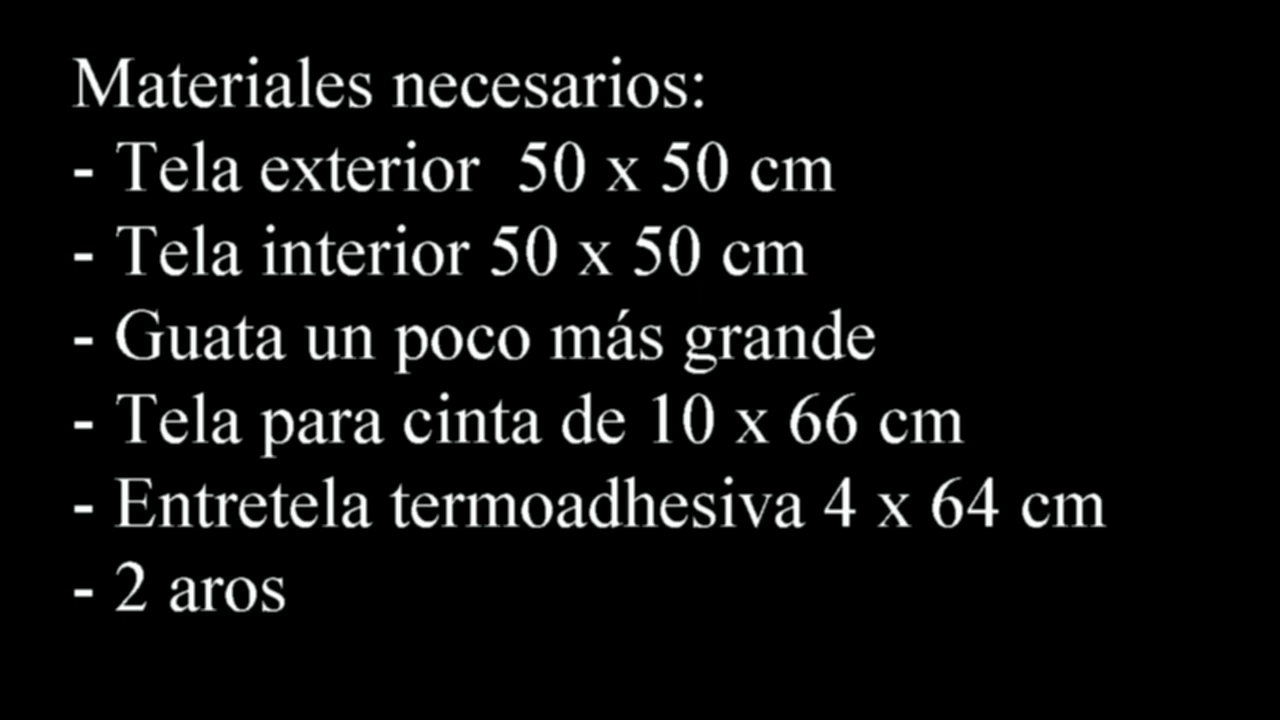 Materiales necesarios:
- Tela exterior  50 x 50 cm
- Tela interior 50 x 50 cm
- Guata un poco más grande
- Tela para cinta de 10 x 66 cm
- Entretela termoadhesiva 4 x 64 cm
- 2 aros